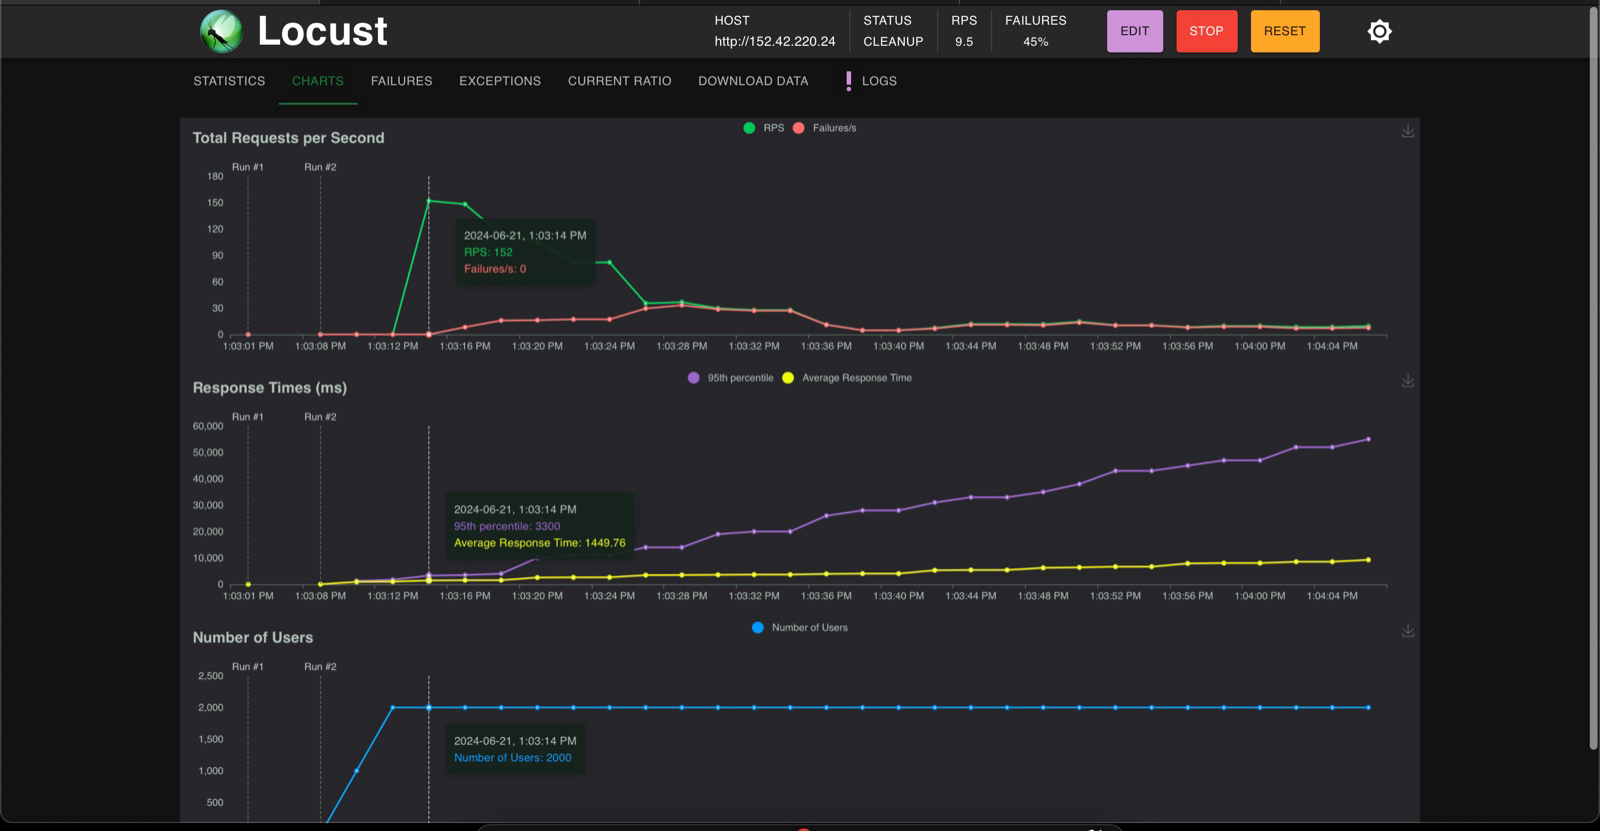 Locust
HOST
http://152.42.220.24
STATUS
CLEANUP
RPS
9.5
FAILURES
45%
EDIT
STOP
RESET
STATISTICS
CHARTS
FAILURES
EXCEPTIONS
CURRENT RATIO
DOWNLOAD DATA
LOGS
Total Requests per Second
RPS
Failures/s
Run #1
Run #2
180
150
120
90
60
30
0
2024-06-21, 1:03:14 PM
RPS: 152
Failures/s: 0
1:03:01 PM
1:03:08 PM
1:03:12 PM
1:03:16 PM
1:03:20 PM
1:03:24 PM
1:03:28 PM
1:03:32 PM
1:03:36 PM
1:03:40 PM
1:03:44 PM
1:03:48 PM
1:03:52 PM
1:03:56 PM
1:04:00 PM
1:04:04 PM
Response Times (ms)
95th percentile
Average Response Time
Run #1
Run #2
60,000
50,000
40,000
30,000
20,000
10,000
0
2024-06-21, 1:03:14 PM
95th percentile: 3300
Average Response Time: 1449.76
1:03:01 PM
1:03:08 PM
1:03:12 PM
1:03:16 PM
1:03:20 PM
1:03:24 PM
1:03:28 PM
1:03:32 PM
1:03:36 PM
1:03:40 PM
1:03:44 PM
1:03:48 PM
1:03:52 PM
1:03:56 PM
1:04:00 PM
1:04:04 PM
Number of Users
Number of Users
Run #1
Run #2
2,500
2,000
1,500
1,000
500
2024-06-21, 1:03:14 PM
Number of Users: 2000